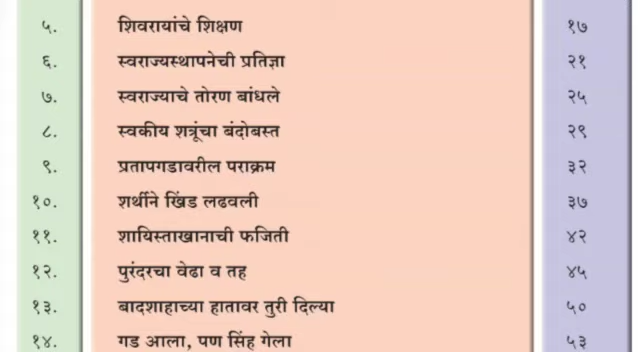 ५. शिवरायांचे शिक्षण १७
६. स्वराज्यस्थापनेची प्रतिज्ञा २१
७. स्वराज्याचे तोरण बांधले २५
८. स्वकीय शत्रूंचा बंदोबस्त २९
९. प्रतापगडावरील पराक्रम ३२
१०. शर्थीने खिंड लढवली ३७
११. शायिस्ताखानाची फजिती ४२
१२. पुरंदरचा वेढा व तह ४५
१३. बादशाहाच्या हातावर तुरी दिल्या ५०
१४. गड आला, पण सिंह गेला ५३